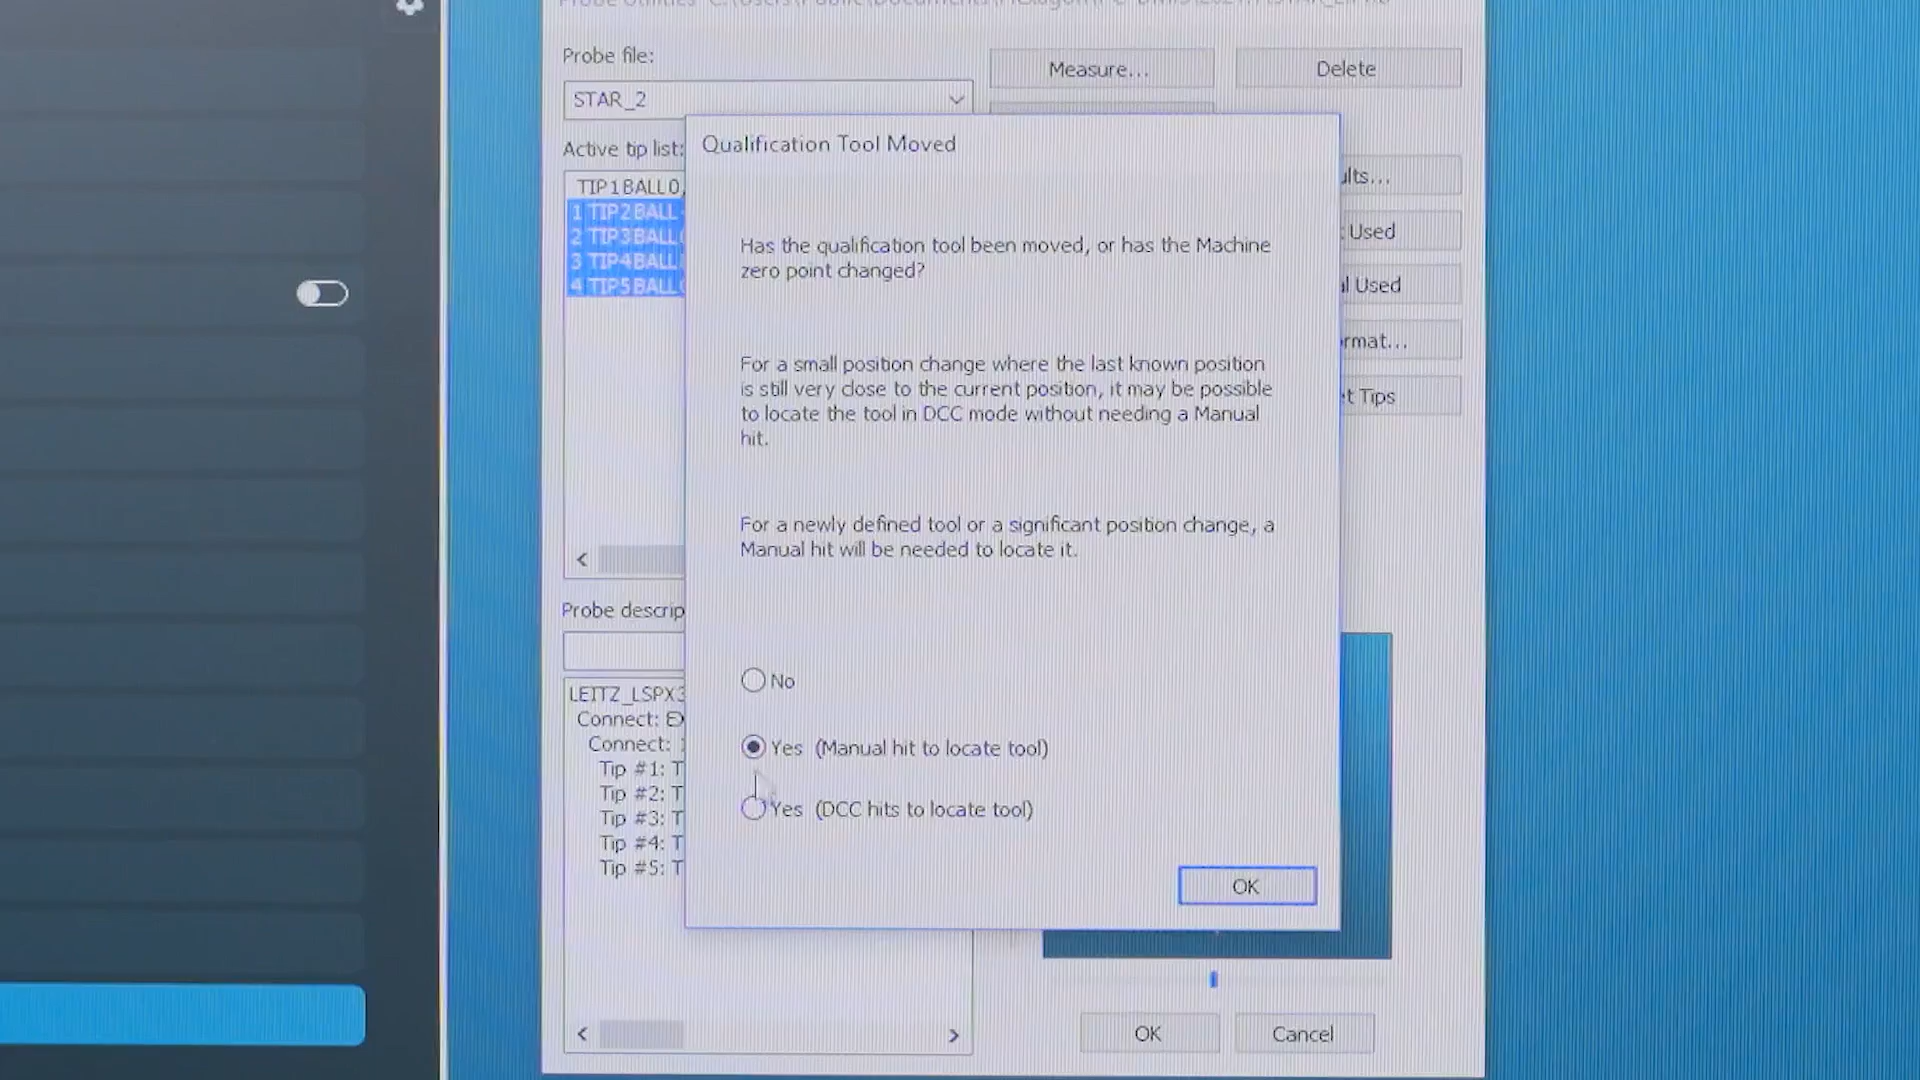 Probe file:
Measure...
Delete
STAR_2
Qualification Tool Moved
Active tip list:
TIP1BALL0,
1 TIP2BALL
2 TIP3BALL
3 TIP4BALL
4 TIP5BALL
Used
Used
Tips
Has the qualification tool been moved, or has the Machine
zero point changed?
For a small position change where the last known position
is still very close to the current position, it may be possible
to locate the tool in DCC mode without needing a Manual
hit.
For a newly defined tool or a significant position change, a
Manual hit will be needed to locate it.
Probe descrip
No
LEITZ_LSPX3
Connect: EX
Connect:
Yes (Manual hit to locate tool)
Tip #1: T
Tip #2: T
Tip #3: T
Tip #4: T
Tip #5: T
Yes (DCC hits to locate tool)
OK
OK
Cancel